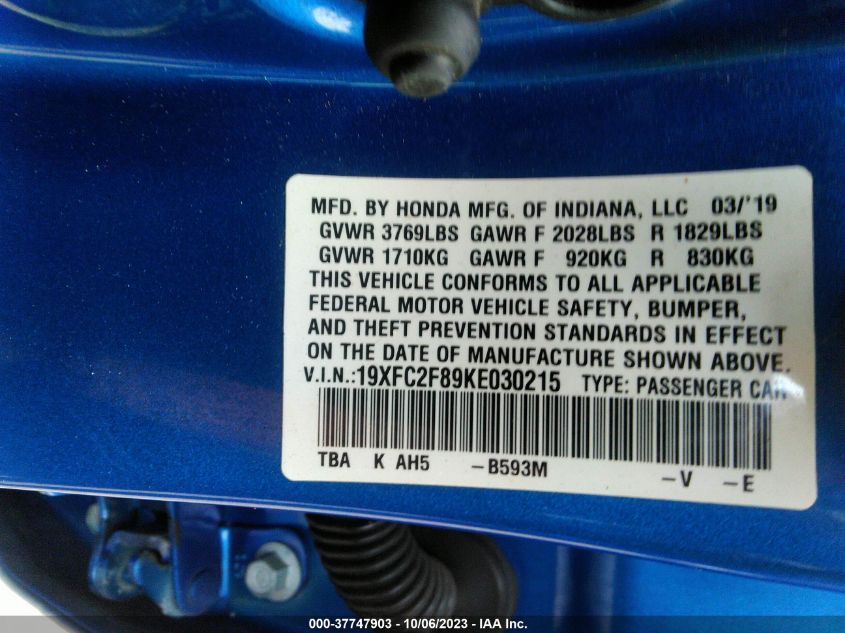 MFD. BY HONDA MFG. OF INDIANA, LLC 03/'19
GVWR 3769LBS GAWR F 2028LBS R 1829LBS
GVWR 1710KG GAWR F 920KG R 830KG
THIS VEHICLE CONFORMS TO ALL APPLICABLE
FEDERAL MOTOR VEHICLE SAFETY, BUMPER,
AND THEFT PREVENTION STANDARDS IN EFFECT
ON THE DATE OF MANUFACTURE SHOWN ABOVE.
V.I.N.:19XFC2F89KE030215 TYPE: PASSENGER CAR
TBA K AH5 -B593M -V -E
000-37747903 - 10/06/2023 - IAA Inc.